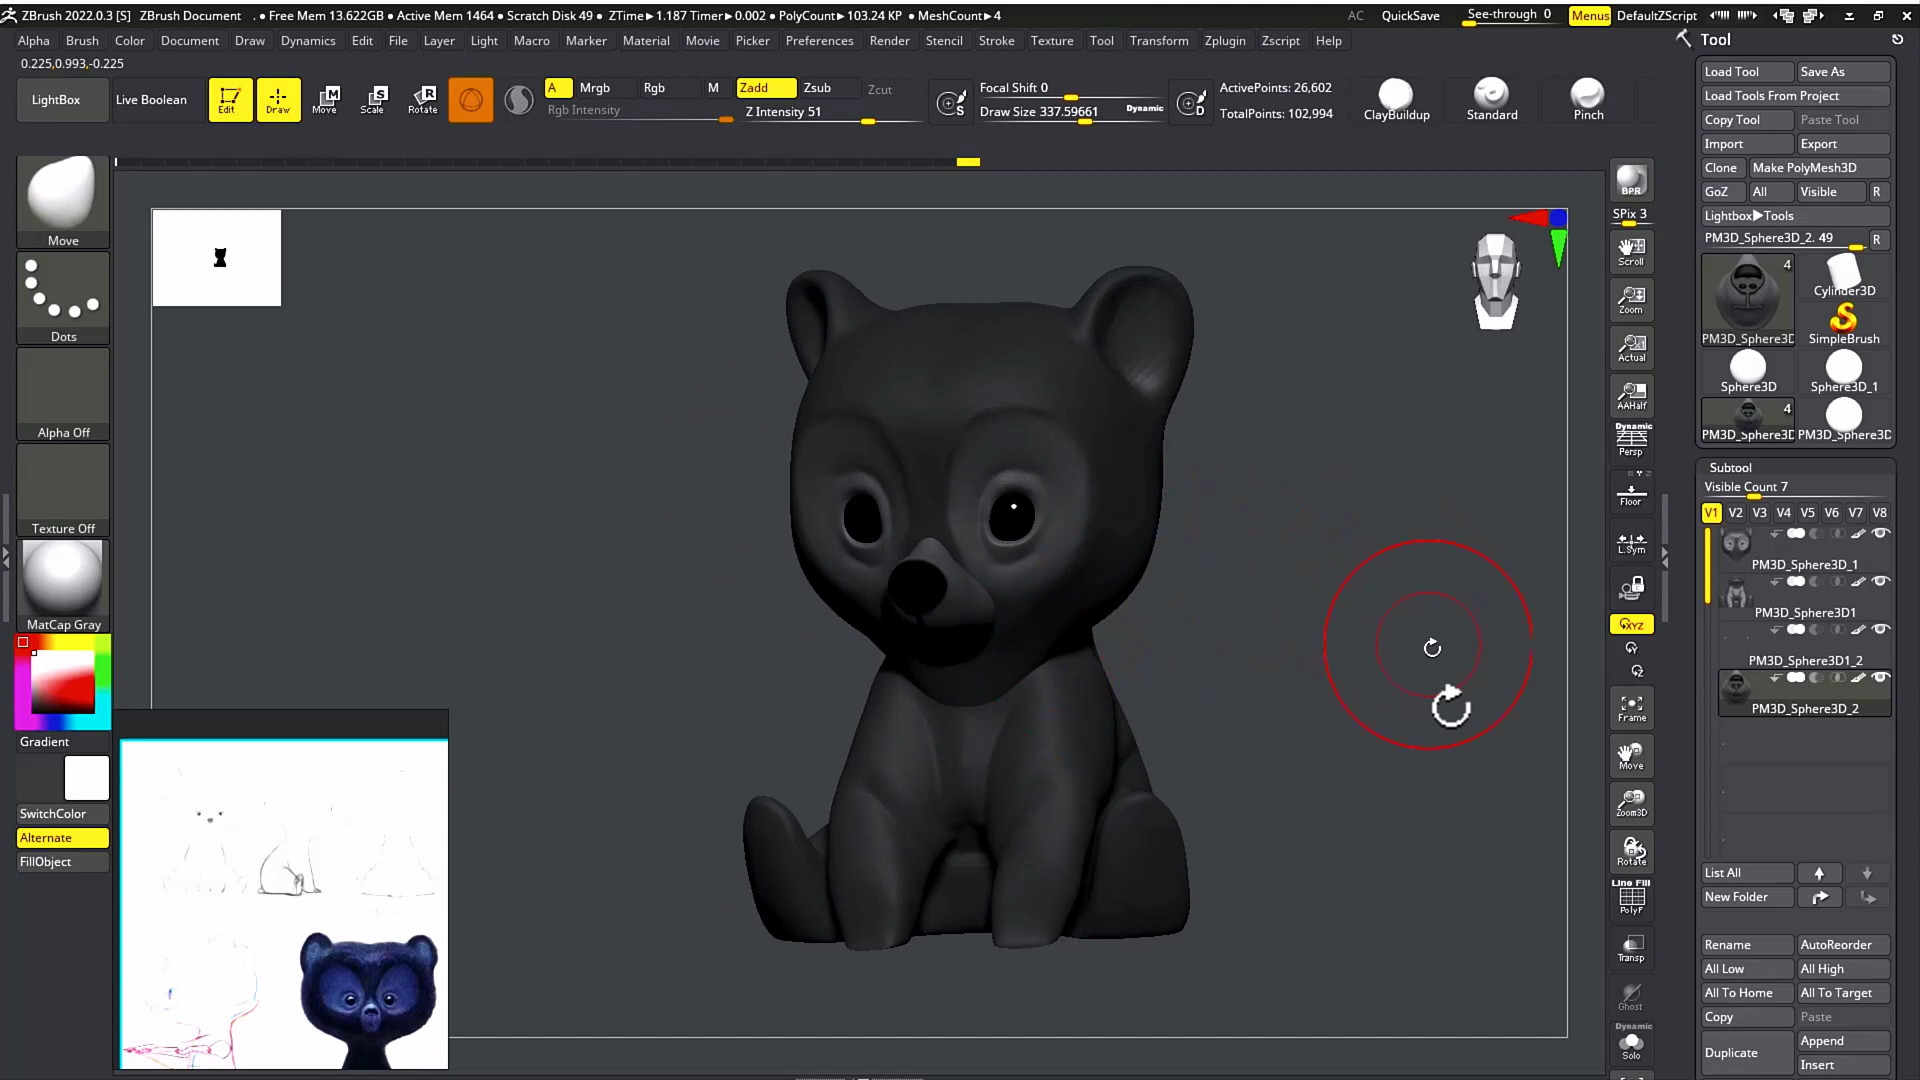 ZBrush 2022.0.3 [S] ZBrush Document . ● Free Mem 13.622GB ● Active Mem 1464 ● Scratch Disk 49 ● ZTime▶1.187 Timer▶0.002 ● PolyCount▶103.24 KP ● MeshCount▶4 AC QuickSave See-through 0 Menus DefaultZScript
Alpha Brush Color Document Draw Dynamics Edit File Layer Light Macro Marker Material Movie Picker Preferences Render Stencil Stroke Texture Tool Transform Zplugin Zscript Help
0.225,0.993,-0.225
LightBox Live Boolean Edit Draw Move Scale Rotate
A Mrgb Rgb M Zadd Zsub Zcut
Rgb Intensity Z Intensity 51
S Focal Shift 0
Draw Size 337.59661 Dynamic
D ActivePoints: 26,602
TotalPoints: 102,994
ClayBuildup Standard Pinch
Move
Dots
Alpha Off
Texture Off
MatCap Gray
Gradient
SwitchColor
Alternate
FillObject
BPR
SPix 3
Scroll
Zoom
Actual
AAHalf
Dynamic
Persp
Floor
L.Sym
XYZ
Frame
Move
Zoom3D
Rotate
Line Fill
PolyF
Transp
Ghost
Dynamic
Solo
Tool
Load Tool Save As
Load Tools From Project
Copy Tool Paste Tool
Import Export
Clone Make PolyMesh3D
GoZ All Visible R
Lightbox▶Tools
PM3D_Sphere3D_2. 49 R
4
Cylinder3D
PM3D_Sphere3D SimpleBrush
Sphere3D Sphere3D_1
4
PM3D_Sphere3D PM3D_Sphere3D
Subtool
Visible Count 7
V1 V2 V3 V4 V5 V6 V7 V8
PM3D_Sphere3D_1
PM3D_Sphere3D1
PM3D_Sphere3D1_2
PM3D_Sphere3D_2
List All
New Folder
Rename AutoReorder
All Low All High
All To Home All To Target
Copy Paste
Duplicate Append
Insert